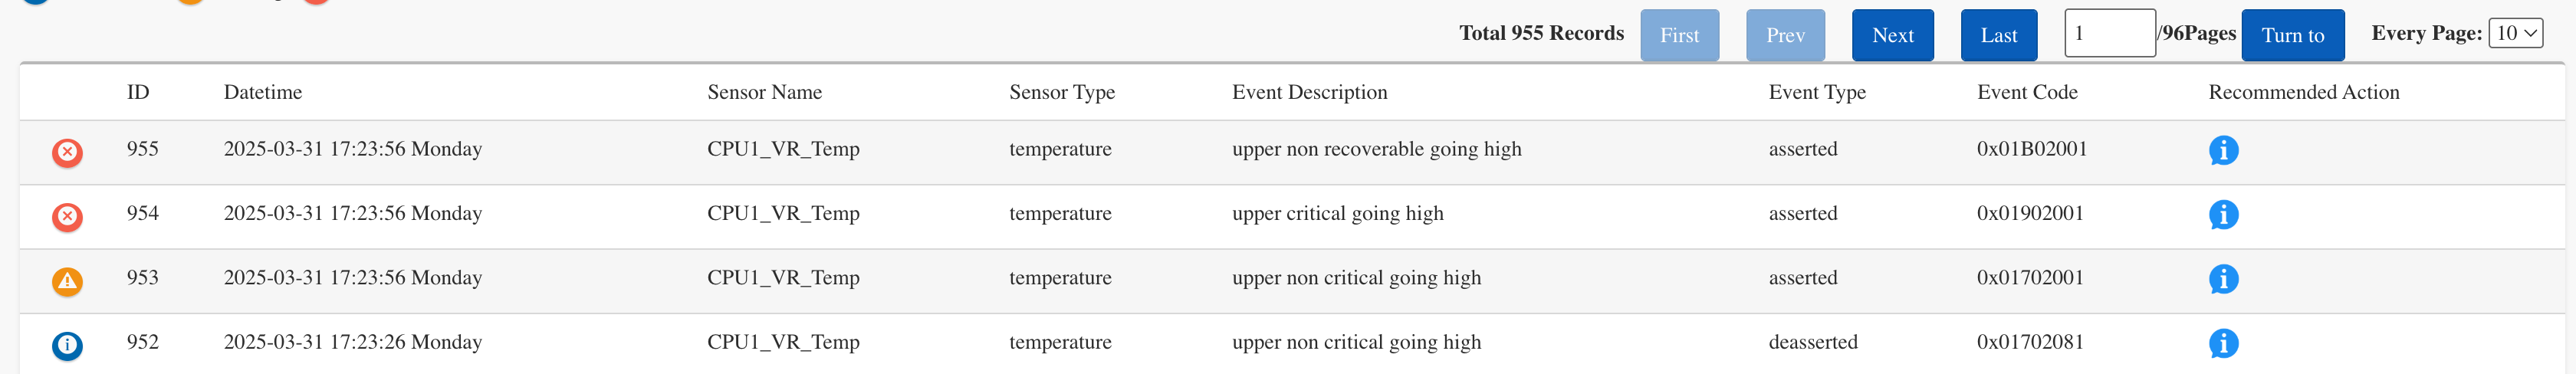 Total 955 Records First Prev Next Last 1 /96Pages Turn to Every Page: 10
ID Datetime Sensor Name Sensor Type Event Description Event Type Event Code Recommended Action
955 2025-03-31 17:23:56 Monday CPU1_VR_Temp temperature upper non recoverable going high asserted 0x01B02001
954 2025-03-31 17:23:56 Monday CPU1_VR_Temp temperature upper critical going high asserted 0x01902001
953 2025-03-31 17:23:56 Monday CPU1_VR_Temp temperature upper non critical going high asserted 0x01702001
952 2025-03-31 17:23:26 Monday CPU1_VR_Temp temperature upper non critical going high deasserted 0x01702081